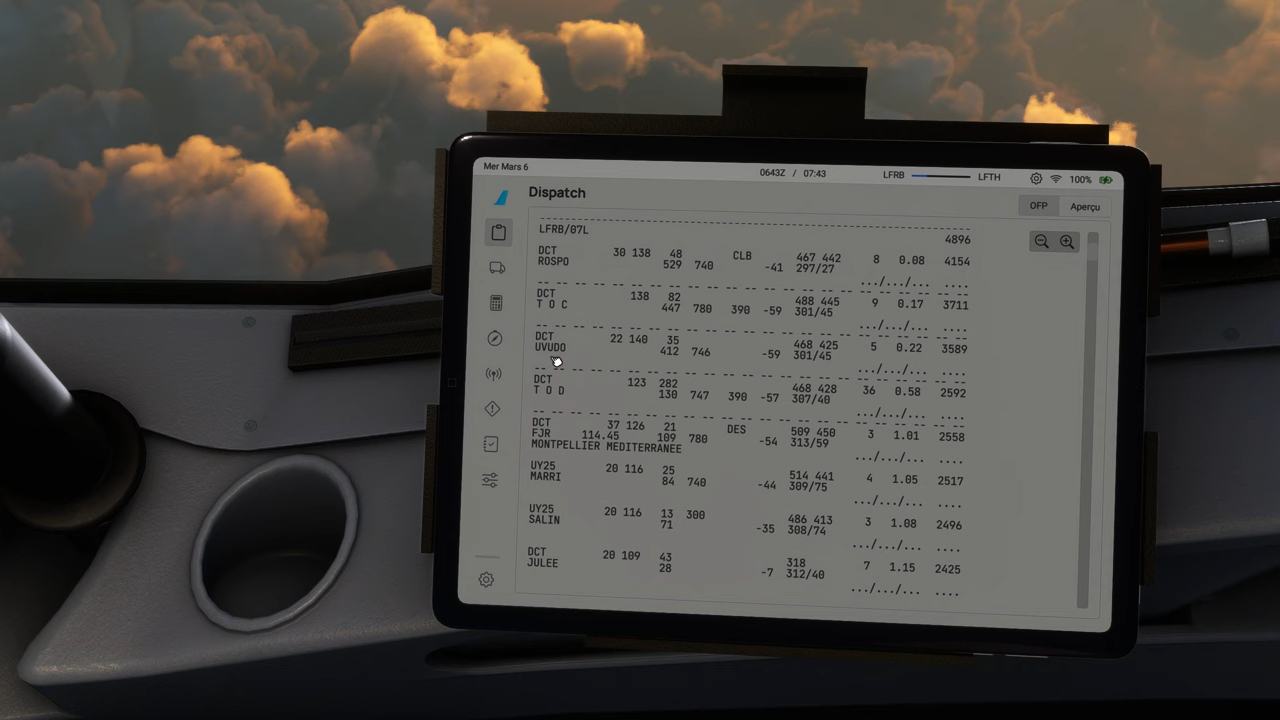 Mer Mars 6 0643Z / 07:43 LFRB LFTH 100%
Dispatch OFP Aperçu
LFRB/07L 4896
DCT 30 138 48 CLB 467 442 8 0.08 4154
ROSPO 529 740 -41 297/27
.../.../... ....
DCT 138 82 488 445 9 0.17 3711
T O C 447 780 390 -59 301/45
.../.../... ....
DCT 22 140 35 468 425 5 0.22 3589
UVUDO 412 746 -59 301/45
.../.../... ....
DCT 123 282 468 428 36 0.58 2592
T O D 130 747 390 -57 307/40
.../.../... ....
DCT 37 126 21 DES 509 450 3 1.01 2558
FJR 114.45 109 780 -54 313/59
MONTPELLIER MEDITERRANEE
.../.../... ....
UY25 20 116 25 514 441 4 1.05 2517
MARRI 84 740 -44 309/75
.../.../... ....
UY25 20 116 13 300 486 413 3 1.08 2496
SALIN 71 -35 308/74
.../.../... ....
DCT 20 109 43 318 7 1.15 2425
JULEE 28 -7 312/40
.../.../... ....